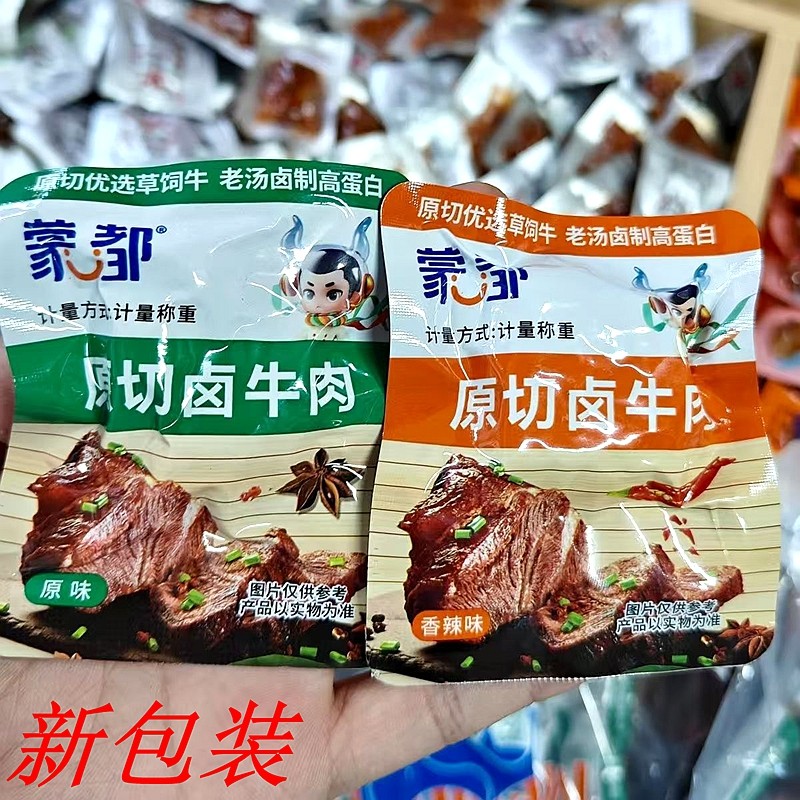 原切优选草饲牛 老汤卤制高蛋白
蒙都®
计量方式:计量称重
原切卤牛肉
原味
图片仅供参考
产品以实物为准
原切优选草饲牛 老汤卤制高蛋白
蒙都
计量方式:计量称重
原切卤牛肉
香辣味
图片仅供参考
产品以实物为准
新包装